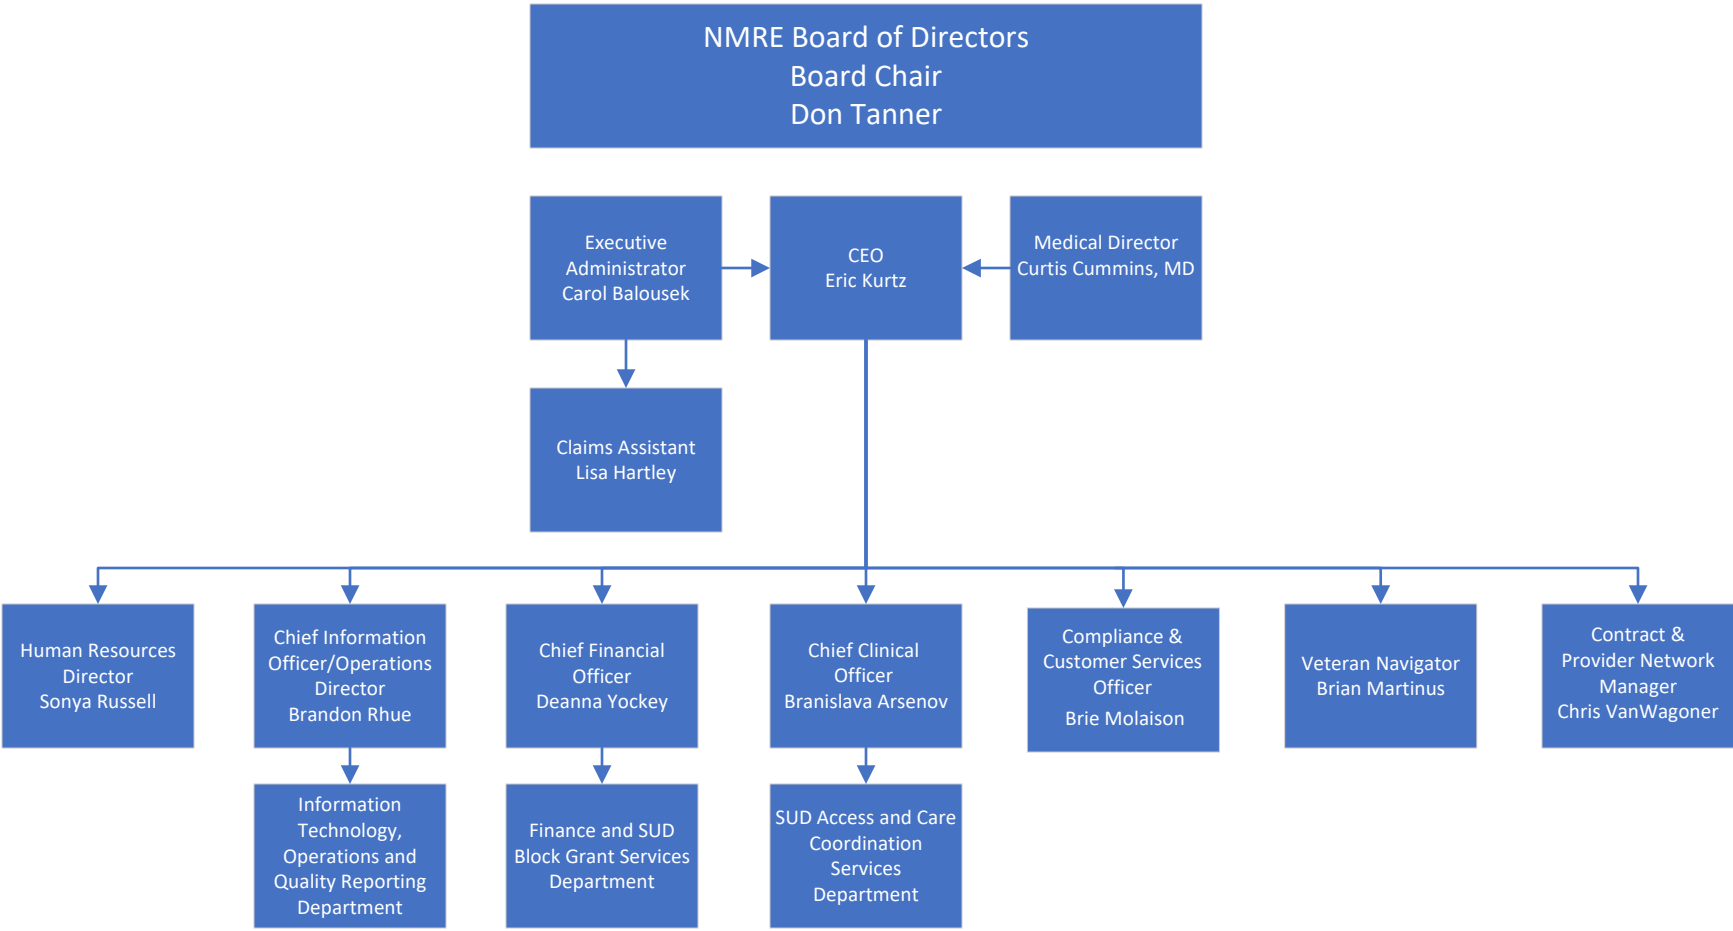 NMRE Board of Directors
Board Chair
Don Tanner
Executive
Administrator
Carol Balousek
CEO
Eric Kurtz
Medical Director
Curtis Cummins, MD
Claims Assistant
Lisa Hartley
Human Resources
Director
Sonya Russell
Chief Information
Officer/Operations
Director
Brandon Rhue
Chief Financial
Officer
Deanna Yockey
Chief Clinical
Officer
Branislava Arsenov
Compliance &
Customer Services
Officer
Brie Molaison
Veteran Navigator
Brian Martinus
Contract &
Provider Network
Manager
Chris VanWagoner
Information
Technology,
Operations and
Quality Reporting
Department
Finance and SUD
Block Grant Services
Department
SUD Access and Care
Coordination
Services
Department